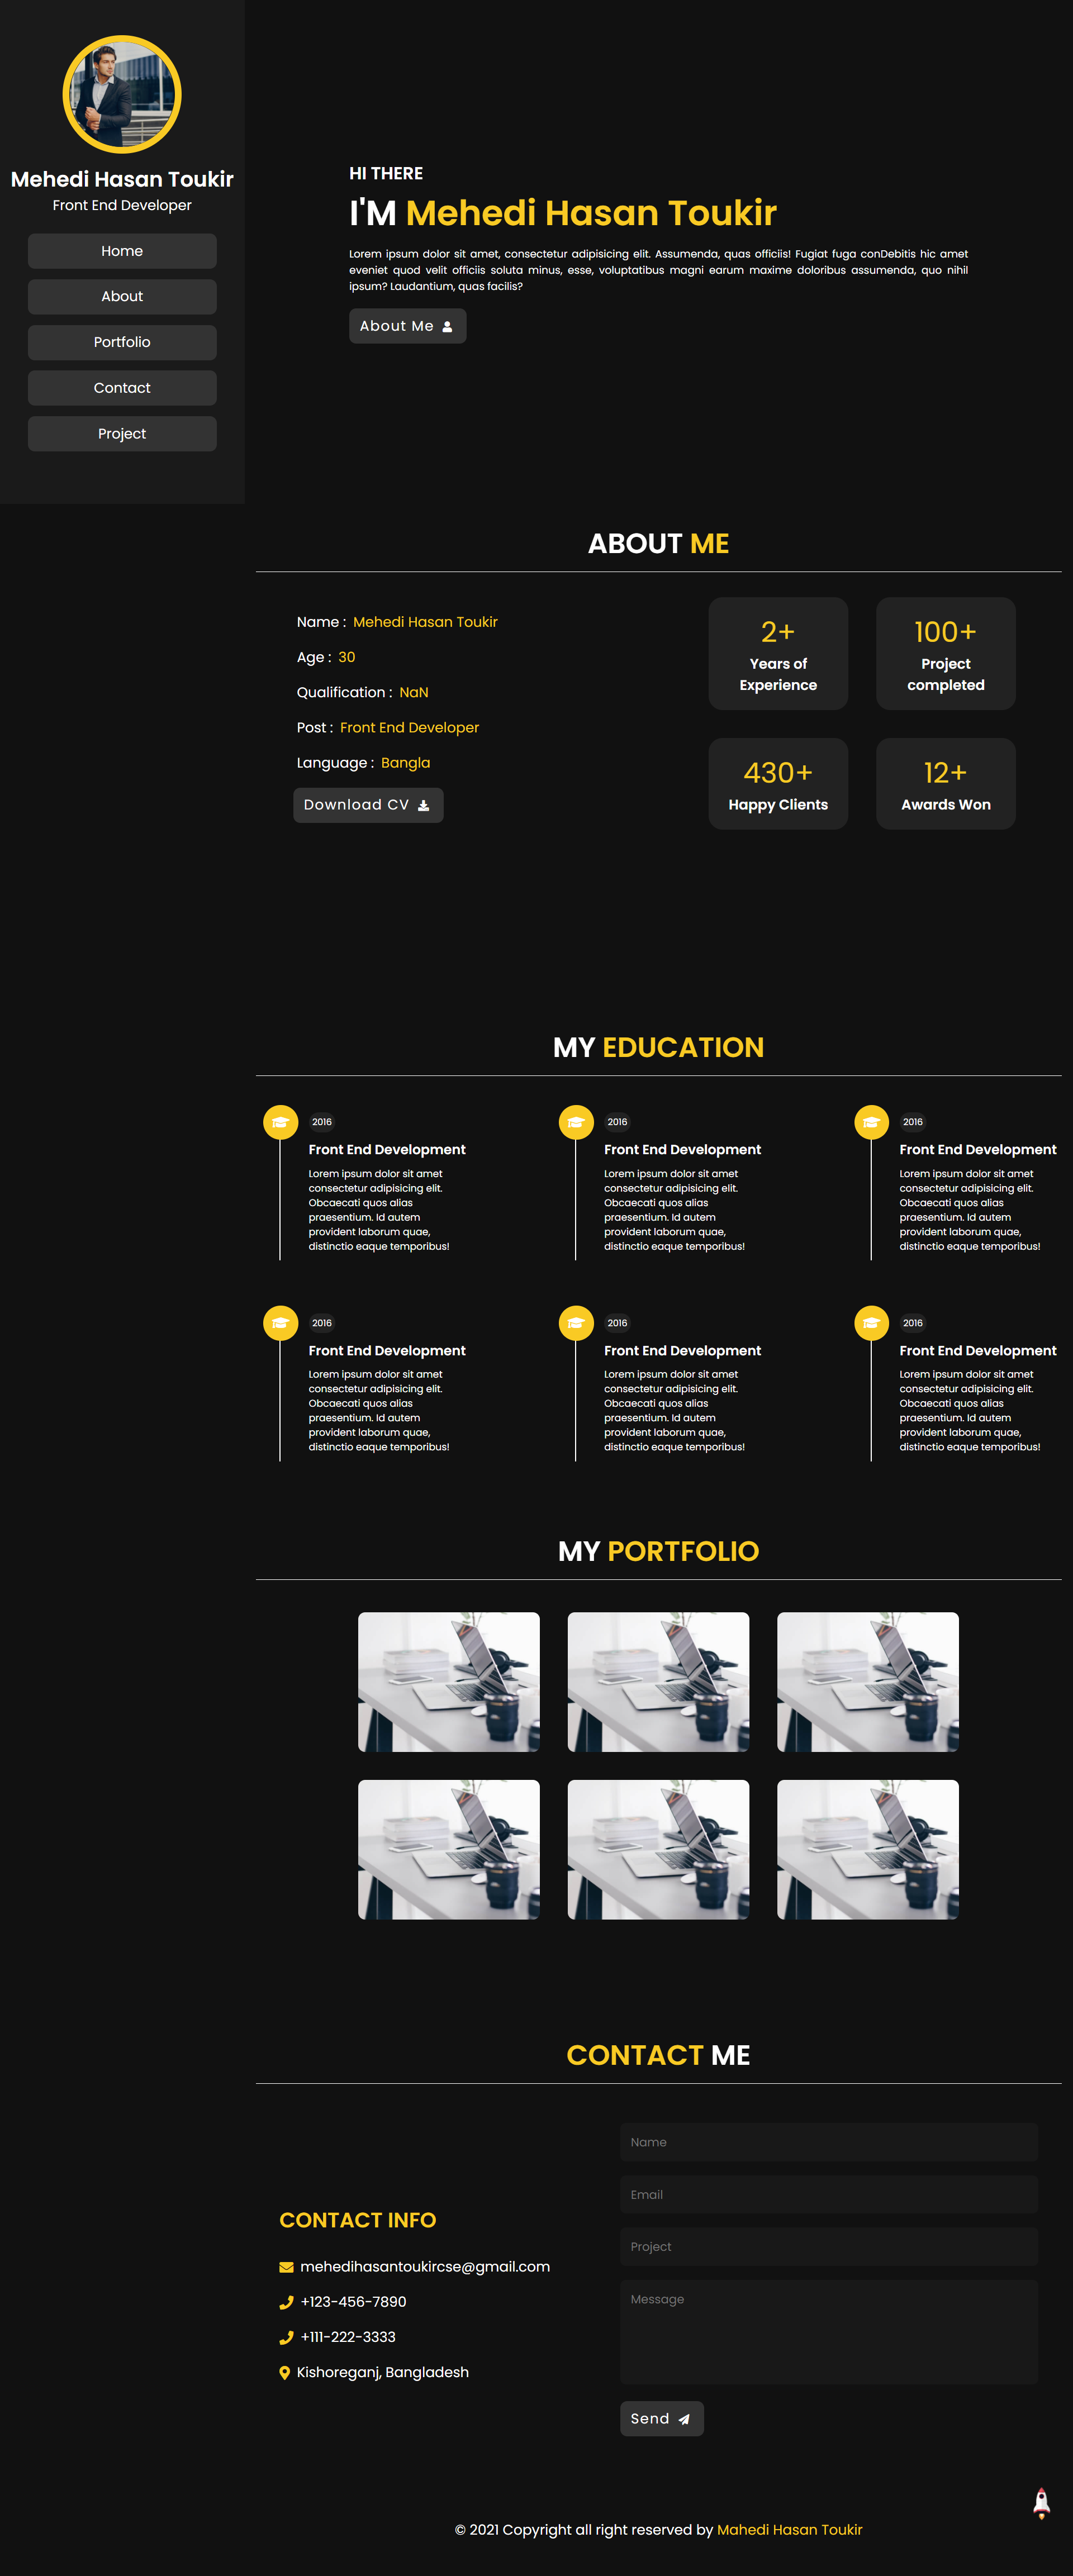 Mehedi Hasan Toukir
Front End Developer
Home
About
Portfolio
Contact
Project
HI THERE
I'M Mehedi Hasan Toukir
Lorem ipsum dolor sit amet, consectetur adipisicing elit. Assumenda, quas officiis! Fugiat fuga conDebitis hic amet
eveniet quod velit officiis soluta minus, esse, voluptatibus magni earum maxime doloribus assumenda, quo nihil
ipsum? Laudantium, quas facilis?
About Me
ABOUT ME
Name : Mehedi Hasan Toukir
Age : 30
Qualification : NaN
Post : Front End Developer
Language : Bangla
Download CV
2+
Years of
Experience
100+
Project
completed
430+
Happy Clients
12+
Awards Won
MY EDUCATION
2016
Front End Development
Lorem ipsum dolor sit amet
consectetur adipisicing elit.
Obcaecati quos alias
praesentium. Id autem
provident laborum quae,
distinctio eaque temporibus!
2016
Front End Development
Lorem ipsum dolor sit amet
consectetur adipisicing elit.
Obcaecati quos alias
praesentium. Id autem
provident laborum quae,
distinctio eaque temporibus!
2016
Front End Development
Lorem ipsum dolor sit amet
consectetur adipisicing elit.
Obcaecati quos alias
praesentium. Id autem
provident laborum quae,
distinctio eaque temporibus!
2016
Front End Development
Lorem ipsum dolor sit amet
consectetur adipisicing elit.
Obcaecati quos alias
praesentium. Id autem
provident laborum quae,
distinctio eaque temporibus!
2016
Front End Development
Lorem ipsum dolor sit amet
consectetur adipisicing elit.
Obcaecati quos alias
praesentium. Id autem
provident laborum quae,
distinctio eaque temporibus!
2016
Front End Development
Lorem ipsum dolor sit amet
consectetur adipisicing elit.
Obcaecati quos alias
praesentium. Id autem
provident laborum quae,
distinctio eaque temporibus!
MY PORTFOLIO
CONTACT ME
CONTACT INFO
mehedihasantoukircse@gmail.com
+123-456-7890
+111-222-3333
Kishoreganj, Bangladesh
Name
Email
Project
Message
Send
© 2021 Copyright all right reserved by Mahedi Hasan Toukir